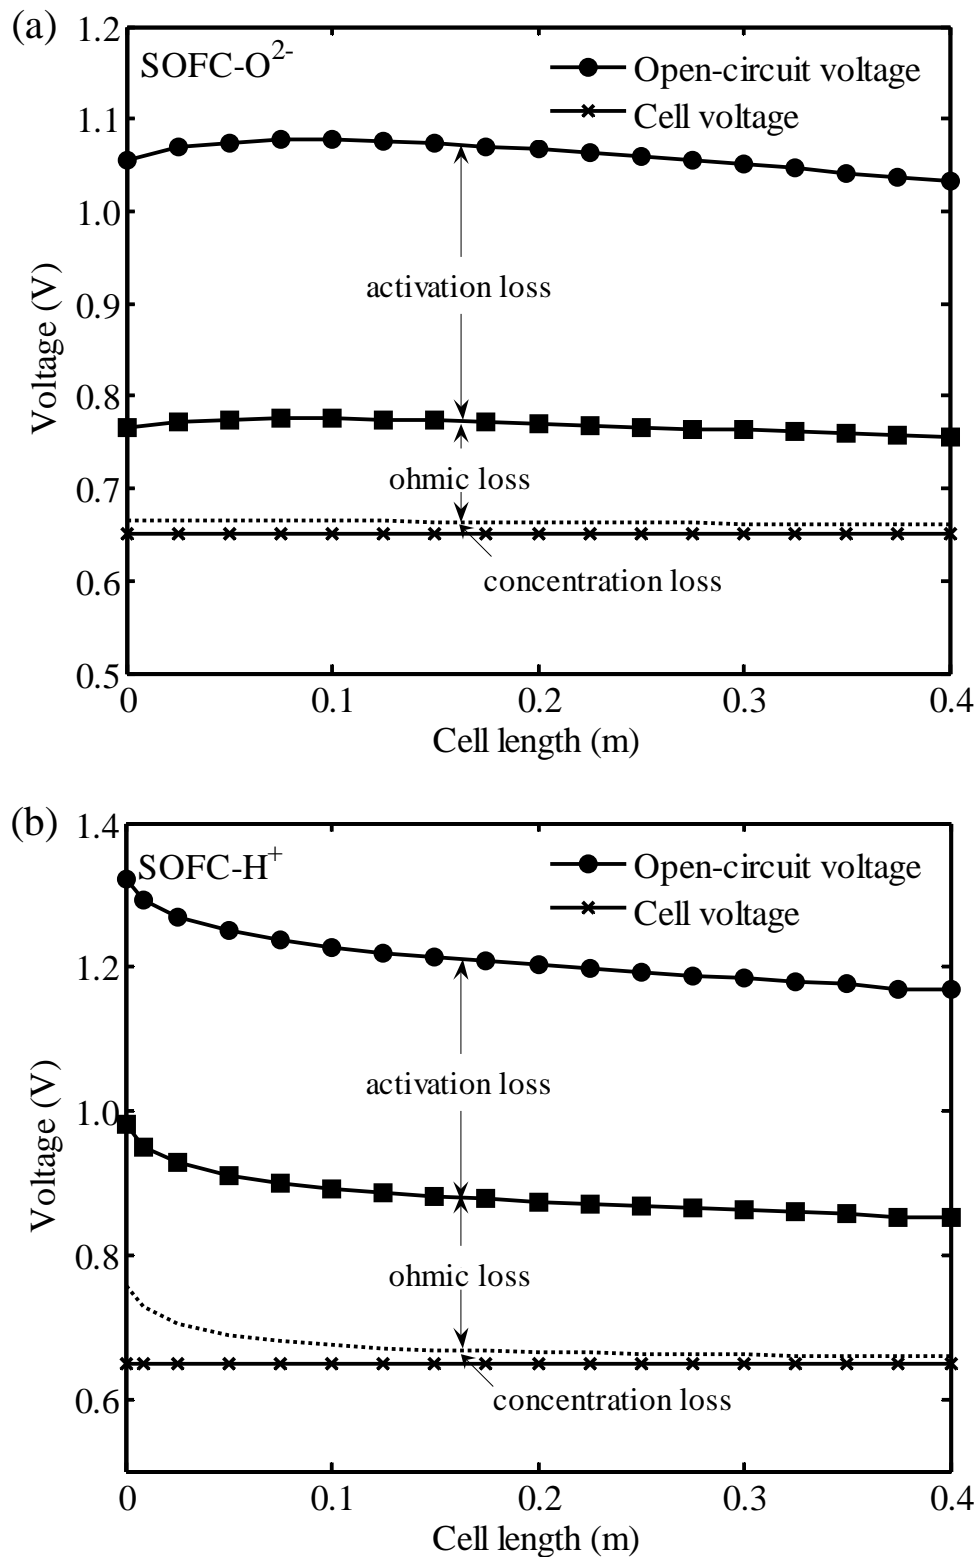 (a)
1.2
SOFC-O²⁻
Open-circuit voltage
Cell voltage
1.1
1.0
activation loss
0.9
0.8
0.7
ohmic loss
0.6
concentration loss
0.5
Voltage (V)
0 0.1 0.2 0.3 0.4
Cell length (m)
(b)
1.4
SOFC-H⁺
Open-circuit voltage
Cell voltage
1.2
activation loss
1.0
0.8
ohmic loss
concentration loss
0.6
Voltage (V)
0 0.1 0.2 0.3 0.4
Cell length (m)